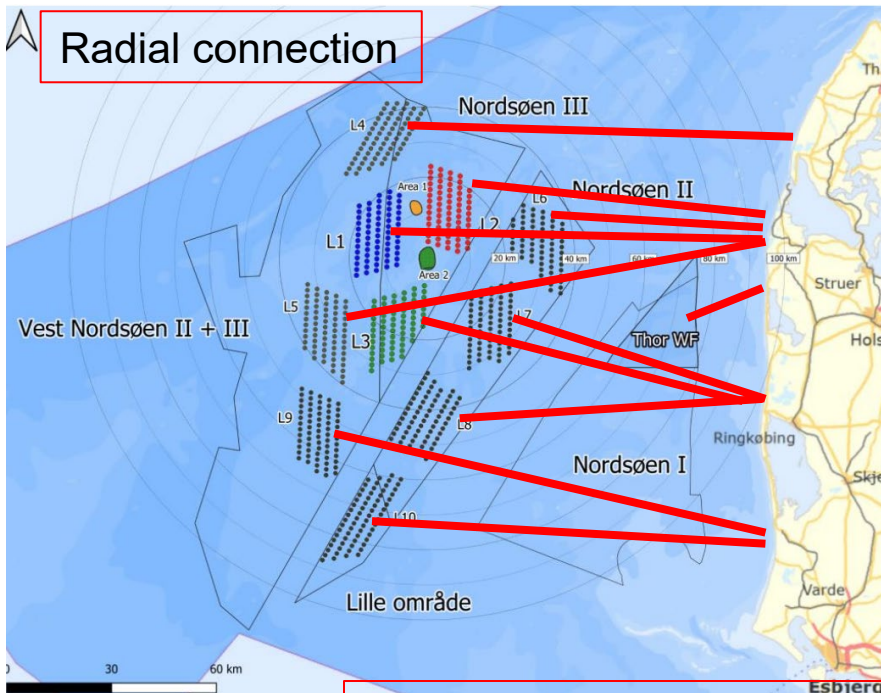 Radial connection
Th
Nordsøen III
L4
Area 1
Nordsøen II
L6
L1
L2
Area 2
20 km
40 km
60 km
80 km
100 km
Struer
L5
Vest Nordsøen II + III
L3
L7
Thor WF
Hols
L9
L8
Ringkøbing
Nordsøen I
Skje
L10
Varde
Lille område
30
60 km
Esbjerg